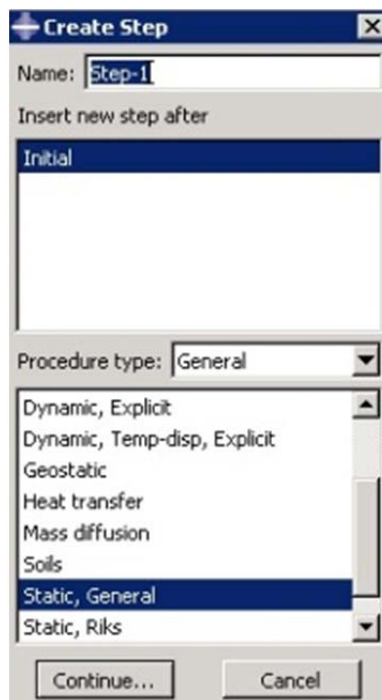 Create Step
Name: Step-1
Insert new step after
Initial
Procedure type: General
Dynamic, Explicit
Dynamic, Temp-disp, Explicit
Geostatic
Heat transfer
Mass diffusion
Soils
Static, General
Static, Riks
Continue... Cancel